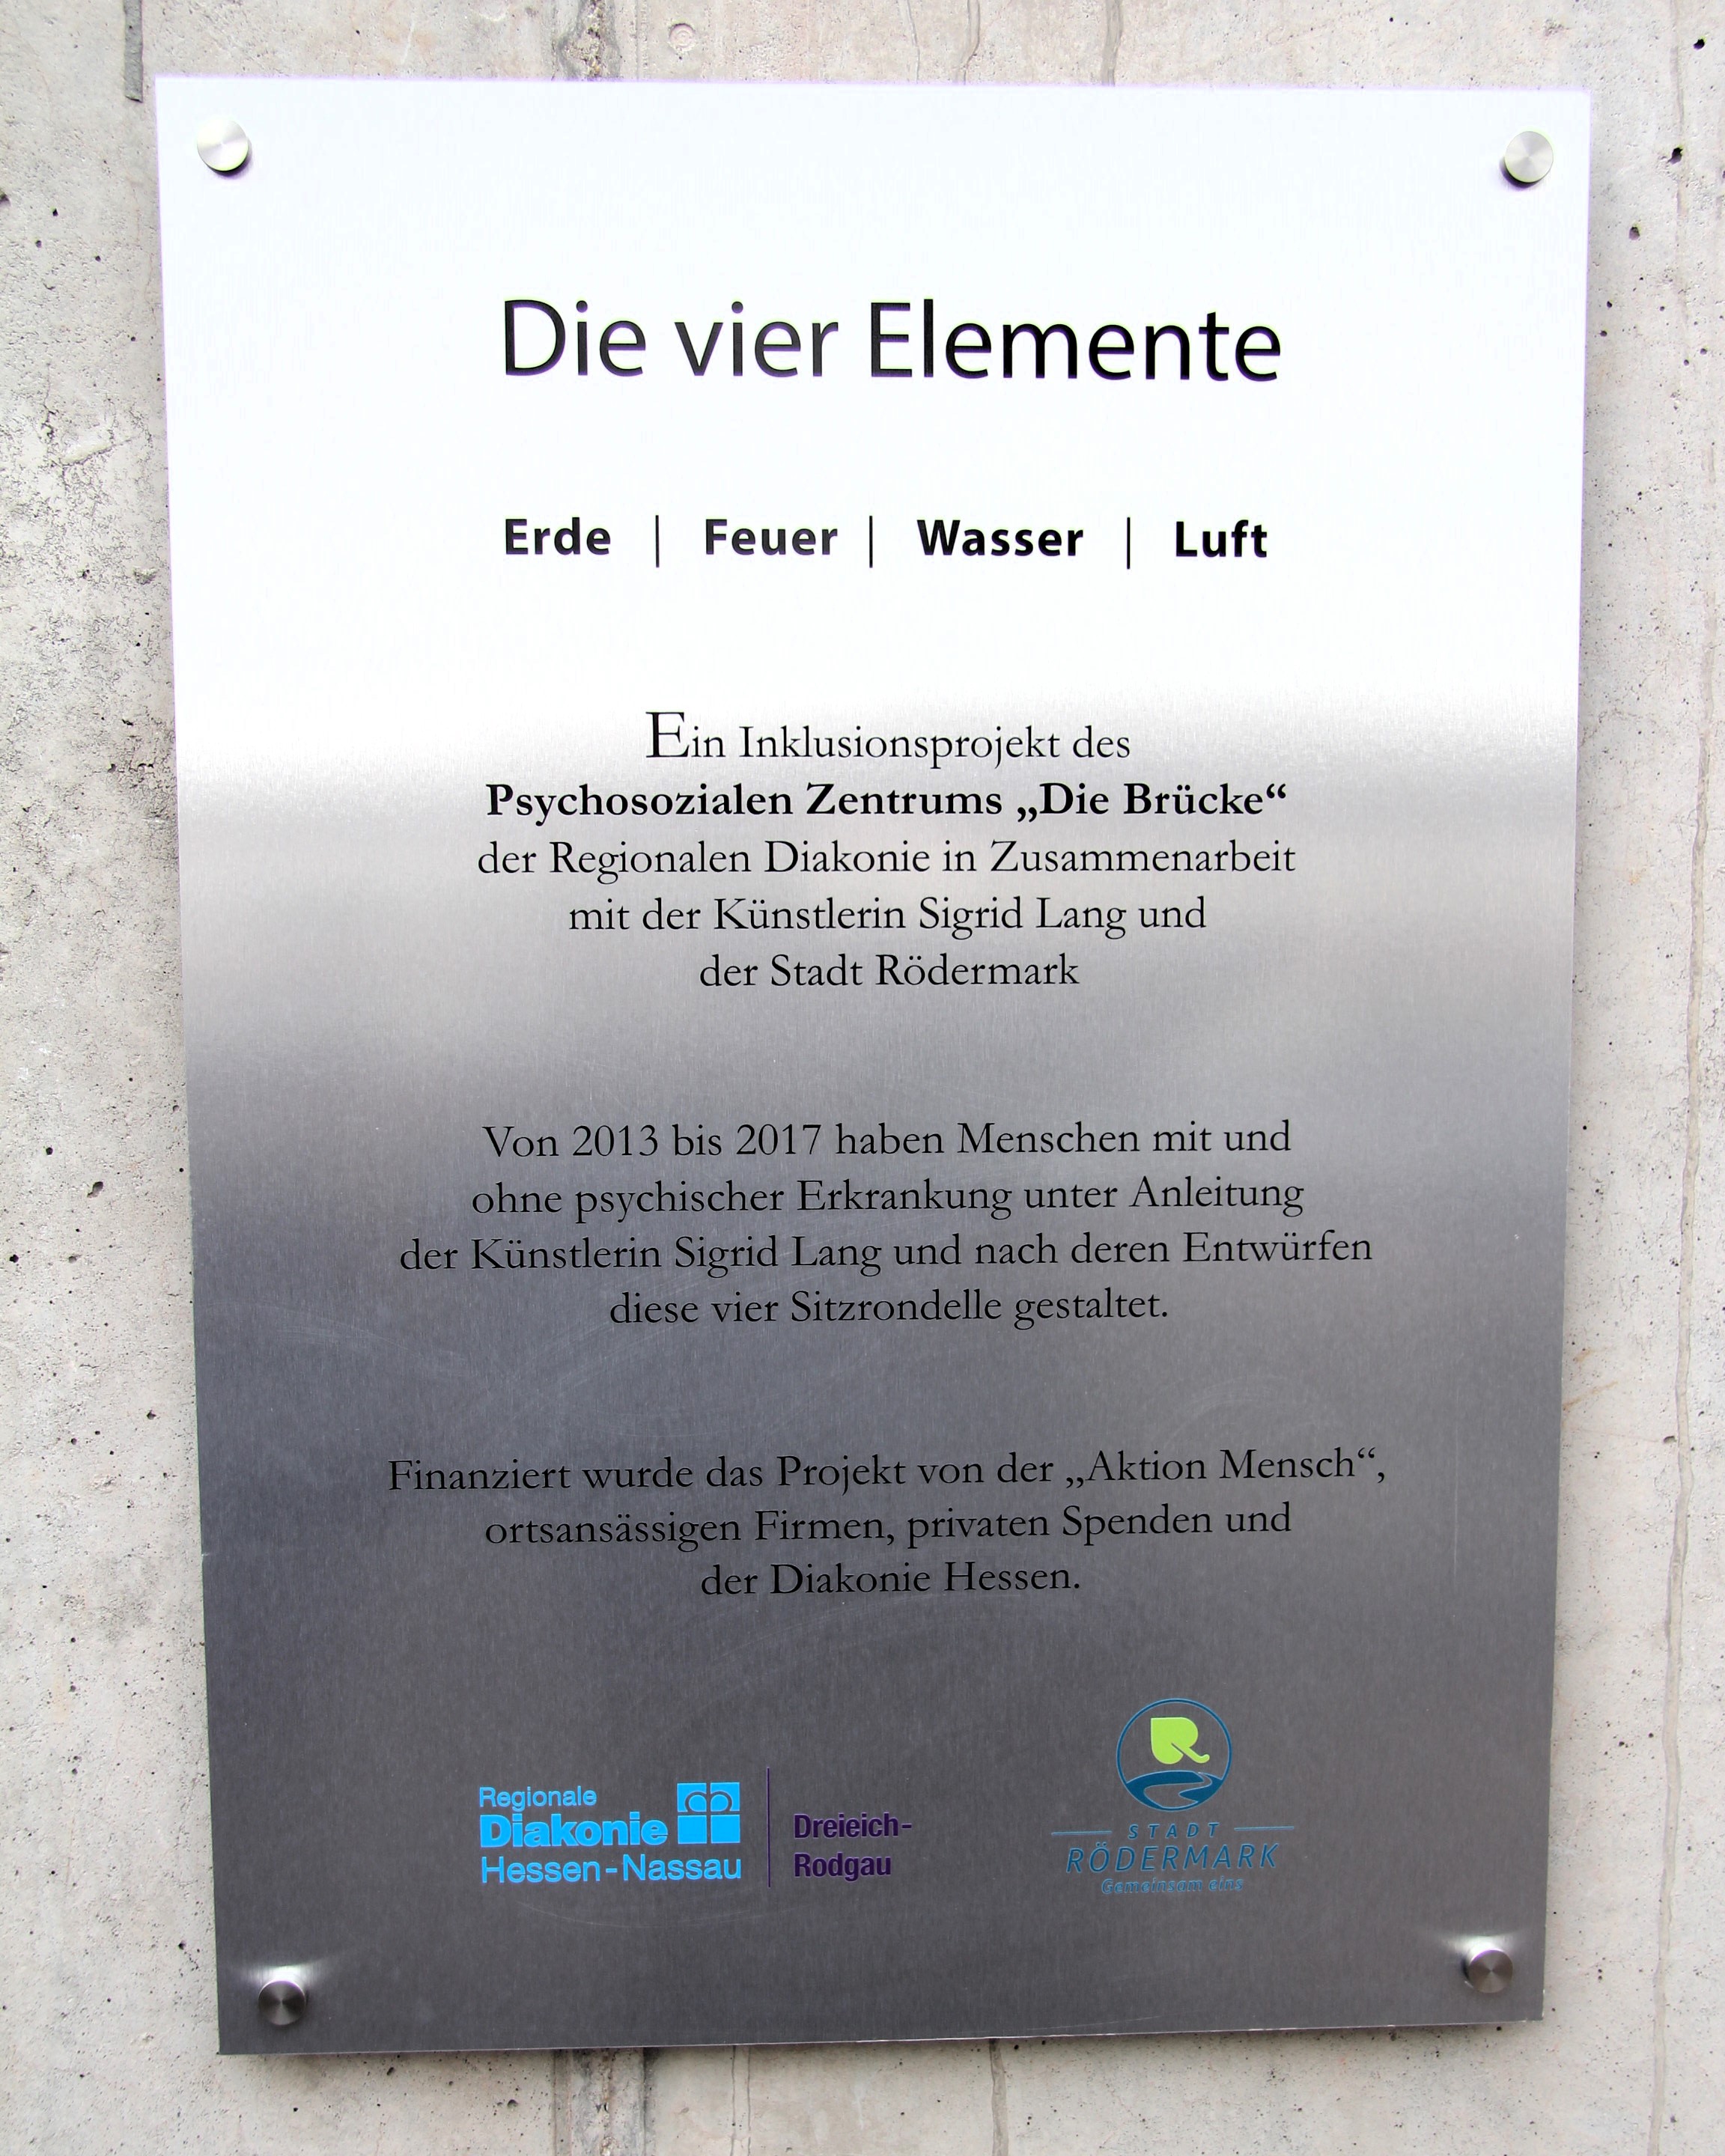 Die vier Elemente
Erde | Feuer | Wasser | Luft
Ein Inklusionsprojekt des
Psychosozialen Zentrums „Die Brücke“
der Regionalen Diakonie in Zusammenarbeit
mit der Künstlerin Sigrid Lang und
der Stadt Rödermark
Von 2013 bis 2017 haben Menschen mit und
ohne psychischer Erkrankung unter Anleitung
der Künstlerin Sigrid Lang und nach deren Entwürfen
diese vier Sitzrondelle gestaltet.
Finanziert wurde das Projekt von der „Aktion Mensch“,
ortsansässigen Firmen, privaten Spenden und
der Diakonie Hessen.
Regionale
Diakonie
Hessen-Nassau
Dreieich-
Rodgau
STADT
RÖDERMARK
Gemeinsam eins